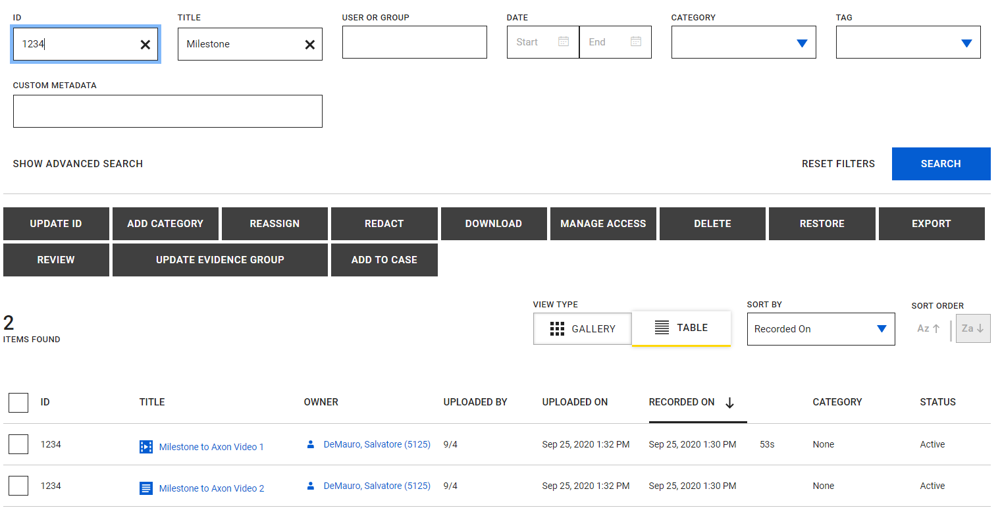 ID TITLE USER OR GROUP DATE CATEGORY TAG
1234 Milestone Start End
CUSTOM METADATA
SHOW ADVANCED SEARCH RESET FILTERS SEARCH
UPDATE ID ADD CATEGORY REASSIGN REDACT DOWNLOAD MANAGE ACCESS DELETE RESTORE EXPORT
REVIEW UPDATE EVIDENCE GROUP ADD TO CASE
VIEW TYPE SORT BY SORT ORDER
2 GALLERY TABLE Recorded On Az Za
ITEMS FOUND
ID TITLE OWNER UPLOADED BY UPLOADED ON RECORDED ON CATEGORY STATUS
1234 Milestone to Axon Video 1 DeMauro, Salvatore (5125) 9/4 Sep 25, 2020 1:32 PM Sep 25, 2020 1:30 PM 53s None Active
1234 Milestone to Axon Video 2 DeMauro, Salvatore (5125) 9/4 Sep 25, 2020 1:32 PM Sep 25, 2020 1:30 PM None Active